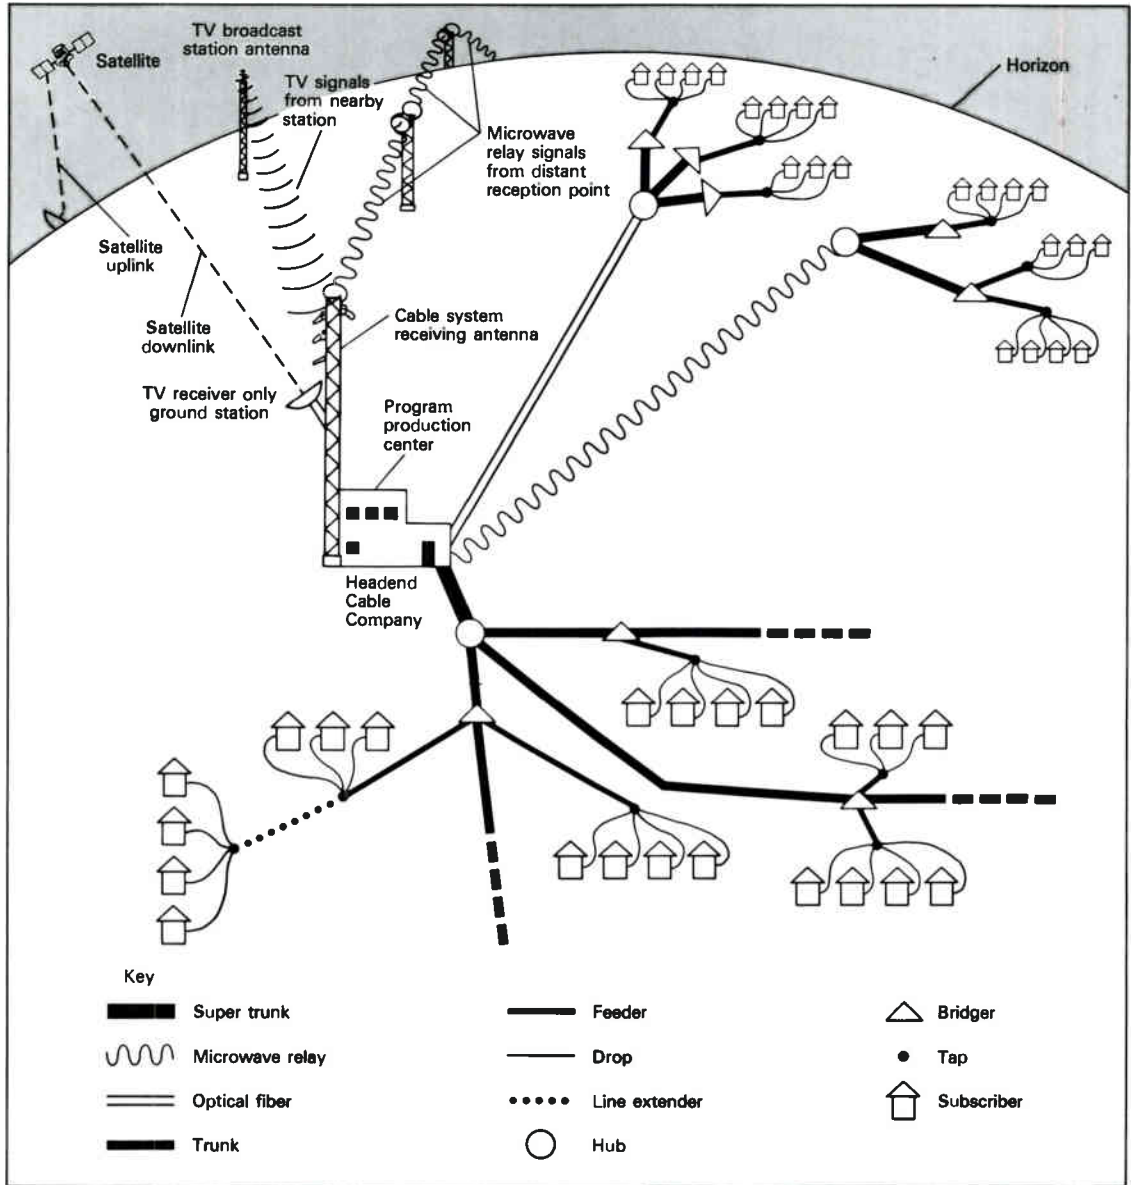 TV broadcast
station antenna
Satellite
TV signals
from nearby
station
Horizon
Microwave
relay signals
from distant
reception point
Satellite
uplink
Satellite
downlink
Cable system
receiving antenna
TV receiver only
ground station
Program
production
center
Headend
Cable
Company
Key
Super trunk
Microwave relay
Optical fiber
Trunk
Feeder
Drop
Line extender
Hub
Bridger
Tap
Subscriber